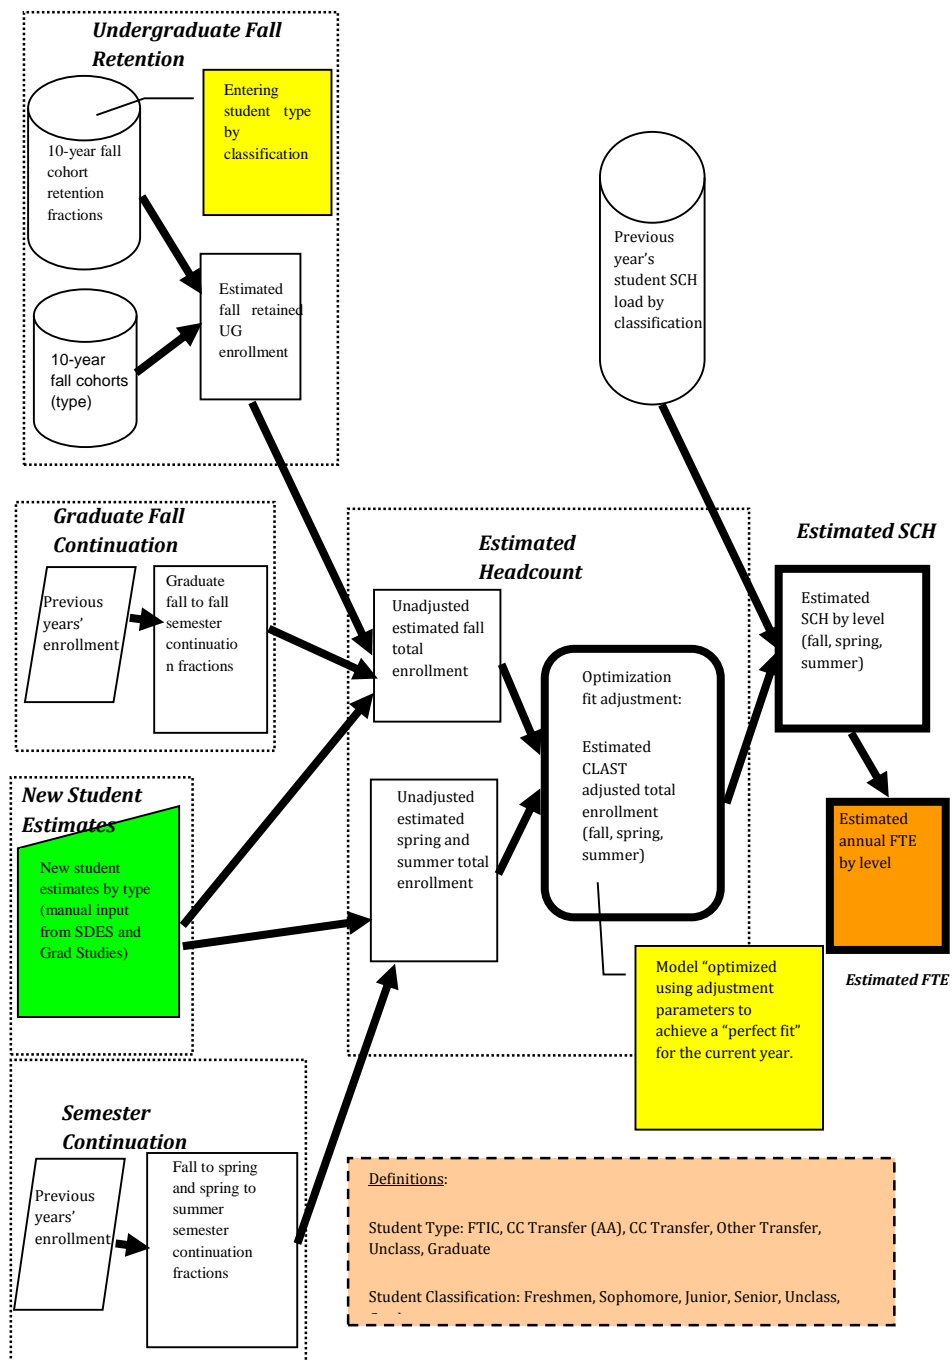 Undergraduate Fall
Retention
Entering
student type
by
classification
10-year fall
cohort
retention
fractions
Estimated
fall retained
UG
enrollment
10-year
fall cohorts
(type)
Previous
year's
student SCH
load by
classification
Graduate Fall
Continuation
Previous
years'
enrollment
Graduate
fall to fall
semester
continuatio
n fractions
Estimated
Headcount
Unadjusted
estimated fall
total
enrollment
Optimization
fit adjustment:
Estimated
CLAST
adjusted total
enrollment
(fall, spring,
summer)
Estimated SCH
Estimated
SCH by level
(fall, spring,
summer)
New Student
Estimates
New student
estimates by type
(manual input
from SDES and
Grad Studies)
Unadjusted
estimated
spring and
summer total
enrollment
Estimated
annual FTE
by level
Estimated FTE
Model “optimized
using adjustment
parameters to
achieve a “perfect fit”
for the current year.
Semester
Continuation
Previous
years'
enrollment
Fall to spring
and spring to
summer
semester
continuation
fractions
Definitions:
Student Type: FTIC, CC Transfer (AA), CC Transfer, Other Transfer,
Unclass, Graduate
Student Classification: Freshmen, Sophomore, Junior, Senior, Unclass,